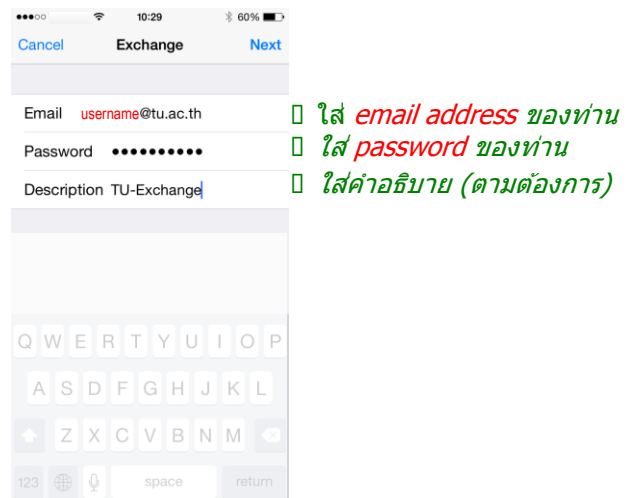 10:29 60%
Cancel Exchange Next
Email username@tu.ac.th
ใส่ email address ของท่าน
Password ●●●●●●●●●●
ใส่ password ของท่าน
Description TU-Exchange
ใส่คำอธิบาย (ตามต้องการ)
Q W E R T Y U I O P
A S D F G H J K L
Z X C V B N M
123 space return